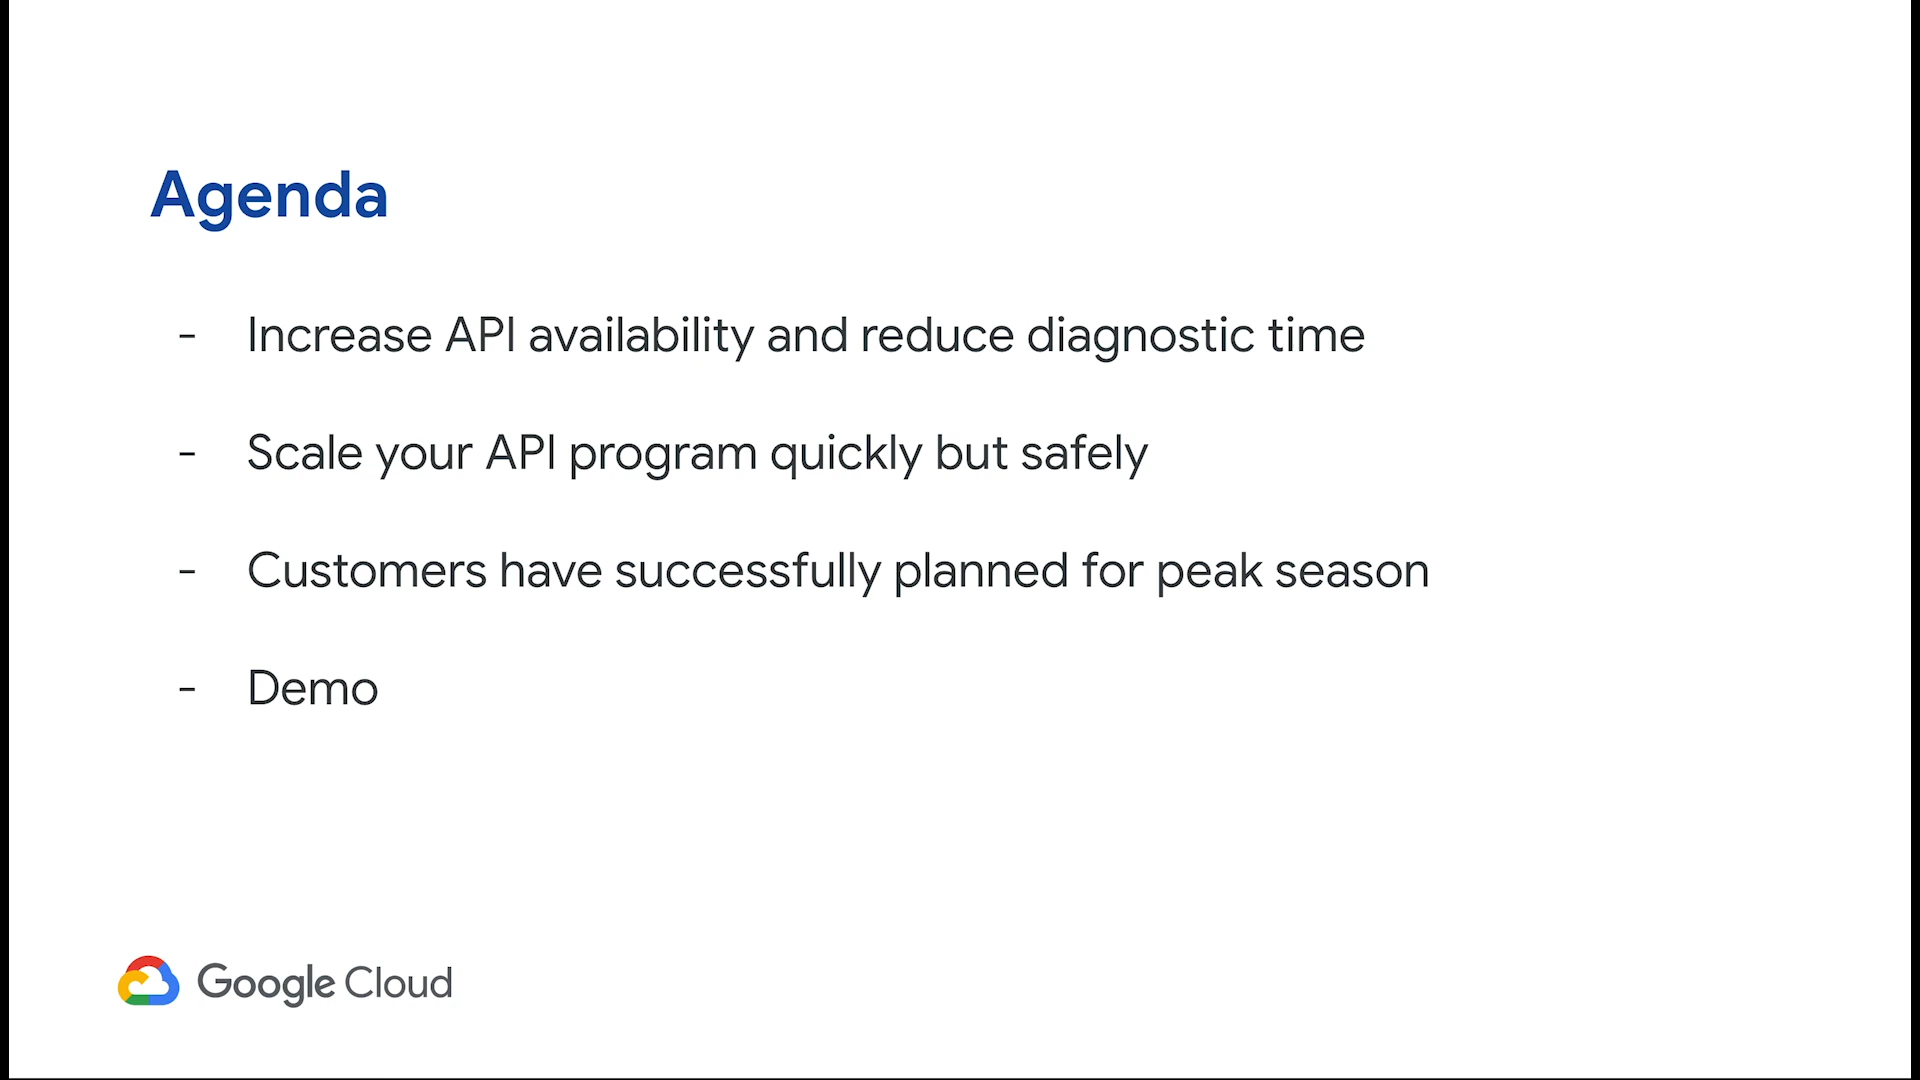 Agenda
- Increase API availability and reduce diagnostic time
- Scale your API program quickly but safely
- Customers have successfully planned for peak season
- Demo
Google Cloud